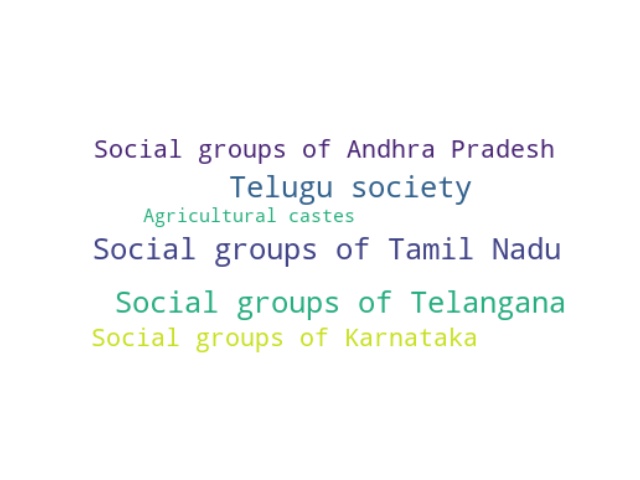 Social groups of Andhra Pradesh
Telugu society
Agricultural castes
Social groups of Tamil Nadu
Social groups of Telangana
Social groups of Karnataka